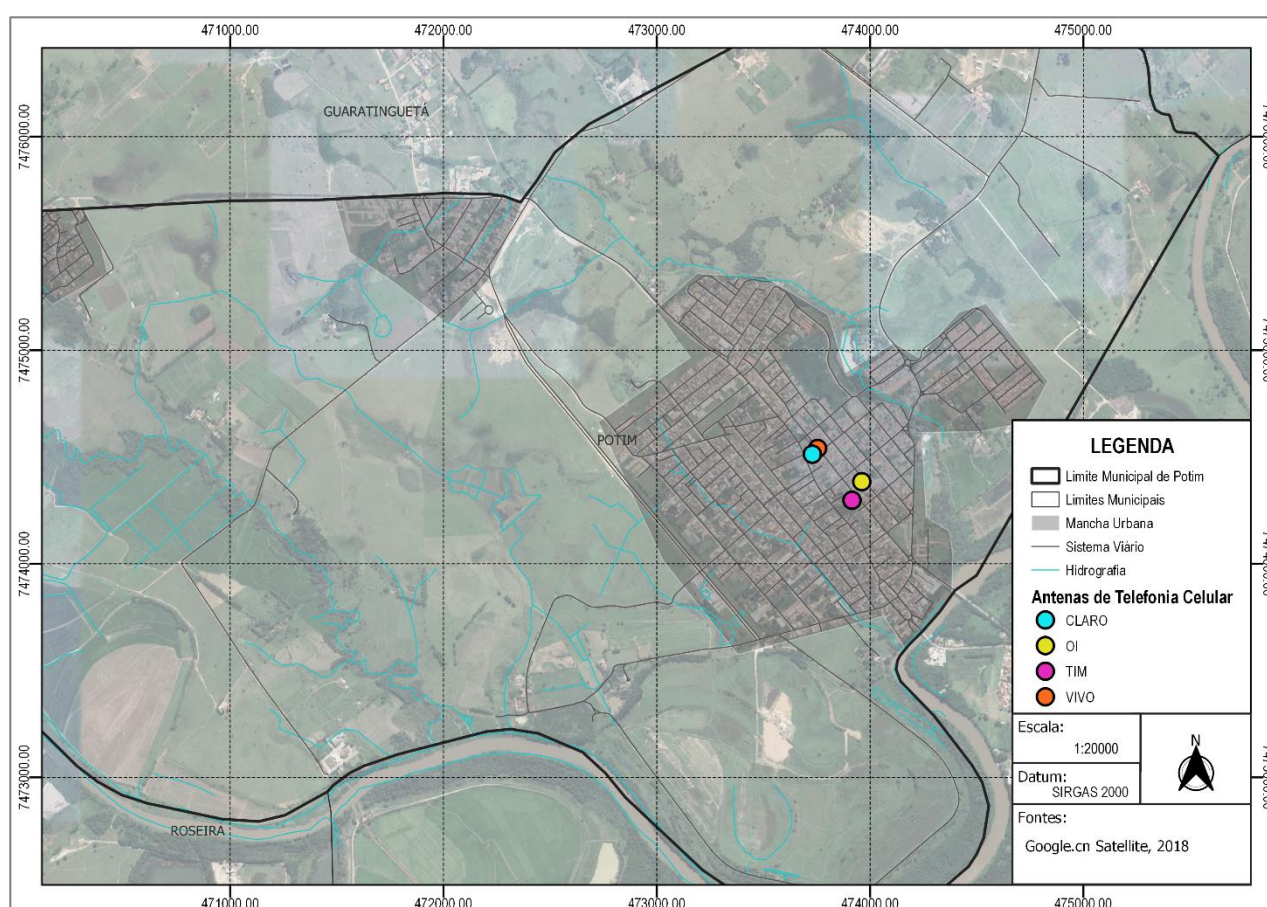 471000.00 472000.00 473000.00 474000.00 475000.00
GUARATINGUETÁ
7476000.00
7475000.00
POTIM
7474000.00
7473000.00
ROSEIRA
LEGENDA
Limite Municipal de Potim
Limites Municipais
Mancha Urbana
Sistema Viário
Hidrografia
Antenas de Telefonia Celular
CLARO
OI
TIM
VIVO
Escala:
1:20000
Datum:
SIRGAS 2000
N
Fontes:
Google.cn Satellite, 2018
471000.00 472000.00 473000.00 474000.00 475000.00